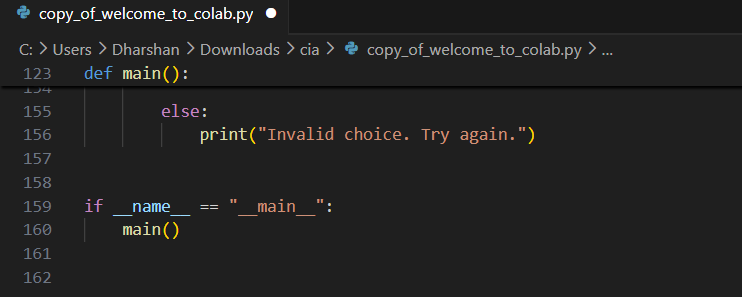 copy_of_welcome_to_colab.py
C: > Users > Dharshan > Downloads > cia > copy_of_welcome_to_colab.py > ...
123 def main():
154
155 else:
156 print("Invalid choice. Try again.")
157
158
159 if __name__ == "__main__":
160 main()
161
162